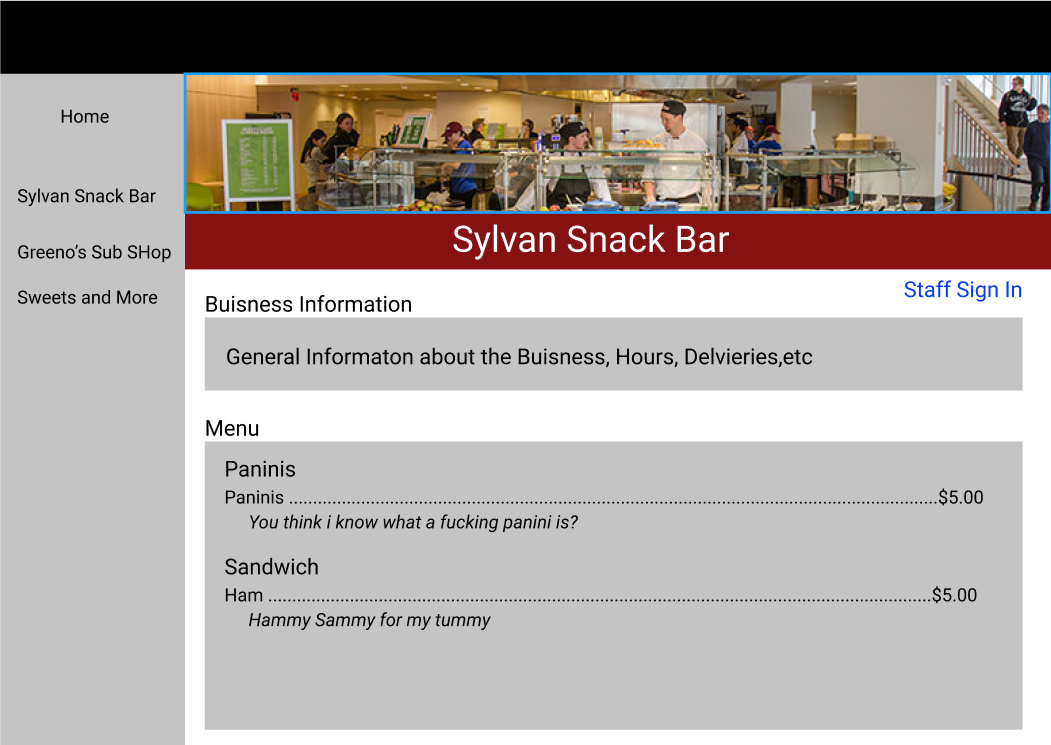 Home
Sylvan Snack Bar
Greeno’s Sub SHop
Sweets and More
Sylvan Snack Bar
Staff Sign In
Buisness Information
General Informaton about the Buisness, Hours, Delvieries,etc
Menu
Paninis
Paninis ........................................................................................................................................$5.00
You think i know what a fucking panini is?
Sandwich
Ham ...........................................................................................................................................$5.00
Hammy Sammy for my tummy